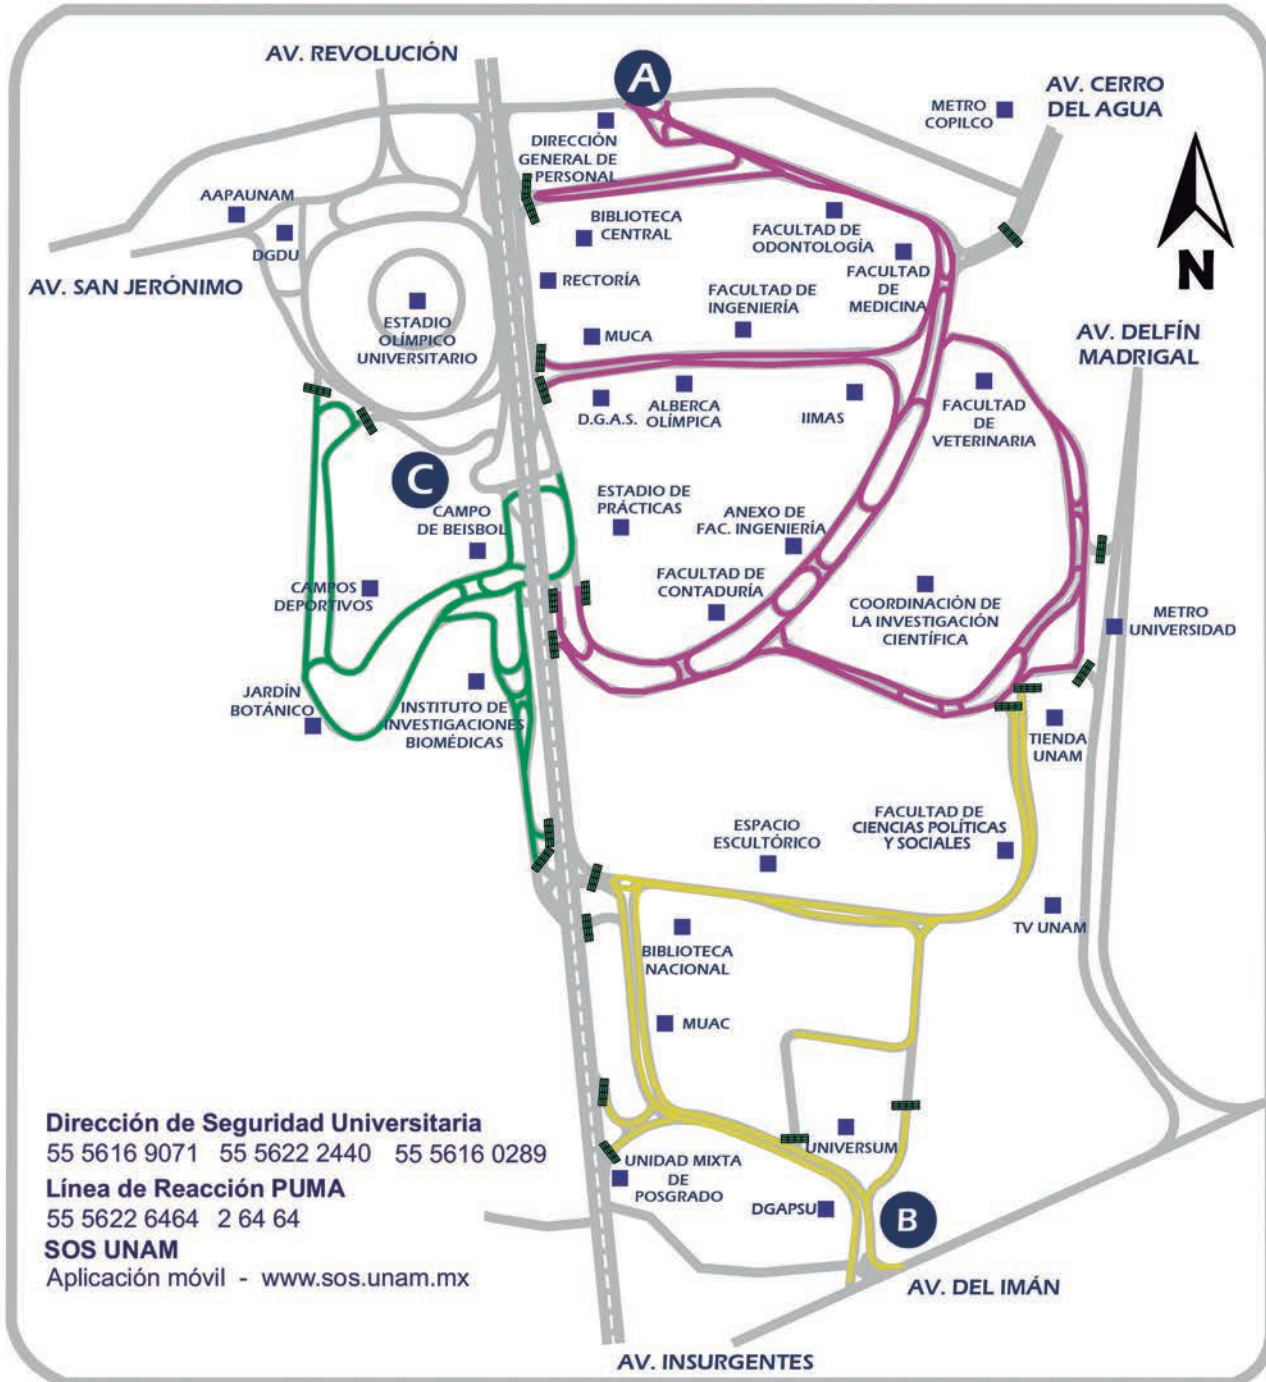 AV. REVOLUCIÓN
A
AV. CERRO
DEL AGUA
METRO
COPILCO
DIRECCIÓN
GENERAL DE
PERSONAL
AAPAUNAM
DGDU
BIBLIOTECA
CENTRAL
FACULTAD DE
ODONTOLOGÍA
FACULTAD
DE
MEDICINA
N
AV. SAN JERÓNIMO
RECTORÍA
FACULTAD DE
INGENIERÍA
ESTADIO
OLÍMPICO
UNIVERSITARIO
MUCA
AV. DELFÍN
MADRIGAL
D.G.A.S.
ALBERCA
OLÍMPICA
IIMAS
FACULTAD
DE
VETERINARIA
C
CAMPO
DE BEISBOL
ESTADIO DE
PRÁCTICAS
ANEXO DE
FAC. INGENIERÍA
CAMPOS
DEPORTIVOS
FACULTAD DE
CONTADURÍA
COORDINACIÓN DE
LA INVESTIGACIÓN
CIENTÍFICA
METRO
UNIVERSIDAD
JARDÍN
BOTÁNICO
INSTITUTO DE
INVESTIGACIONES
BIOMÉDICAS
TIENDA
UNAM
ESPACIO
ESCULTÓRICO
FACULTAD DE
CIENCIAS POLÍTICAS
Y SOCIALES
TV UNAM
BIBLIOTECA
NACIONAL
MUAC
UNIVERSUM
UNIDAD MIXTA
DE
POSGRADO
DGAPSU
B
AV. DEL IMÁN
AV. INSURGENTES
Dirección de Seguridad Universitaria
55 5616 9071 55 5622 2440 55 5616 0289
Línea de Reacción PUMA
55 5622 6464 2 64 64
SOS UNAM
Aplicación móvil - www.sos.unam.mx